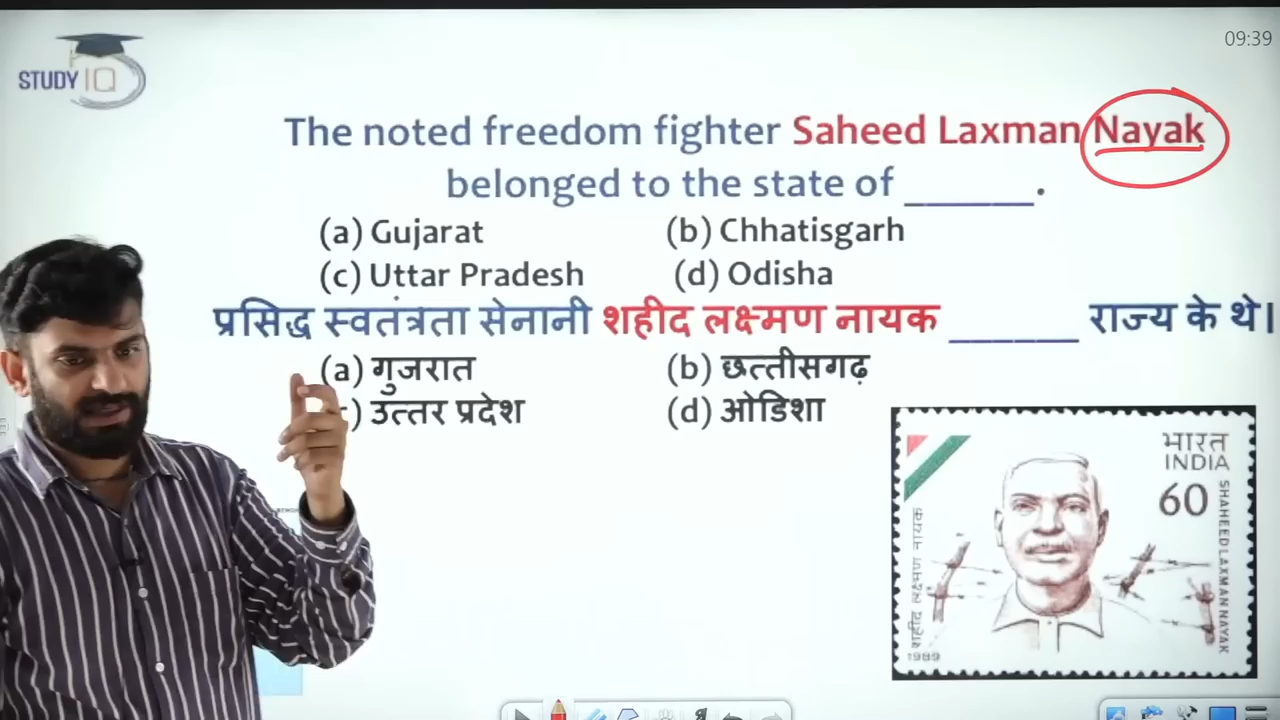 09:39
STUDY IQ
The noted freedom fighter Saheed Laxman Nayak
belonged to the state of ______.
(a) Gujarat (b) Chhatisgarh
(c) Uttar Pradesh (d) Odisha
प्रसिद्ध स्वतंत्रता सेनानी शहीद लक्ष्मण नायक ______ राज्य के थे।
(a) गुजरात (b) छत्तीसगढ़
) उत्तर प्रदेश (d) ओडिशा
भारत
INDIA
60
शहीद लक्ष्मण नायक
SHAHEED LAXMAN NAYAK
1989